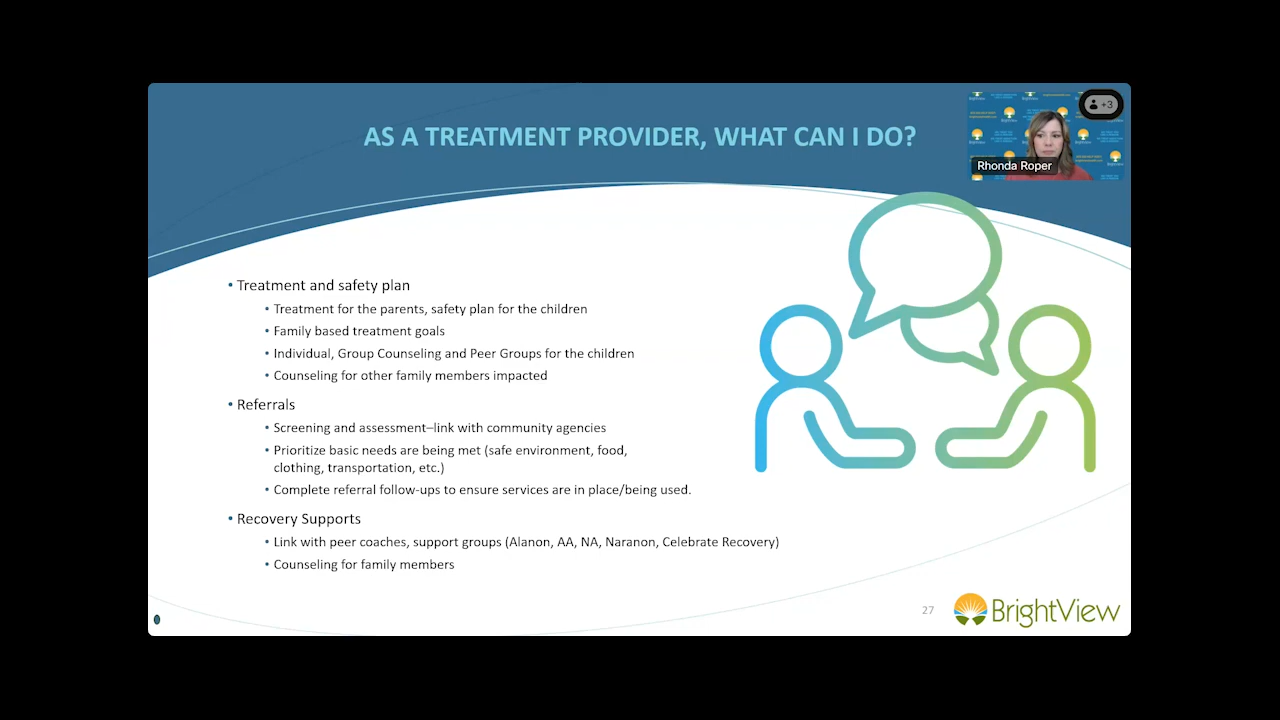 AS A TREATMENT PROVIDER, WHAT CAN I DO?
+3
Rhonda Roper
• Treatment and safety plan
• Treatment for the parents, safety plan for the children
• Family based treatment goals
• Individual, Group Counseling and Peer Groups for the children
• Counseling for other family members impacted
• Referrals
• Screening and assessment–link with community agencies
• Prioritize basic needs are being met (safe environment, food,
clothing, transportation, etc.)
• Complete referral follow-ups to ensure services are in place/being used.
• Recovery Supports
• Link with peer coaches, support groups (Alanon, AA, NA, Naranon, Celebrate Recovery)
• Counseling for family members
27
BrightView